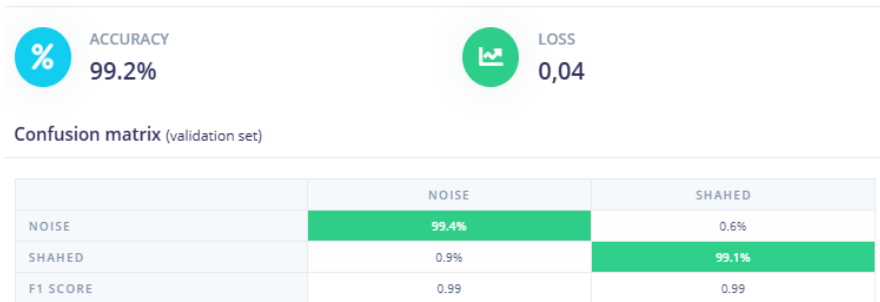 ACCURACY
99.2%
LOSS
0,04
Confusion matrix (validation set)
NOISE SHAHED
NOISE 99.4% 0.6%
SHAHED 0.9% 99.1%
F1 SCORE 0.99 0.99